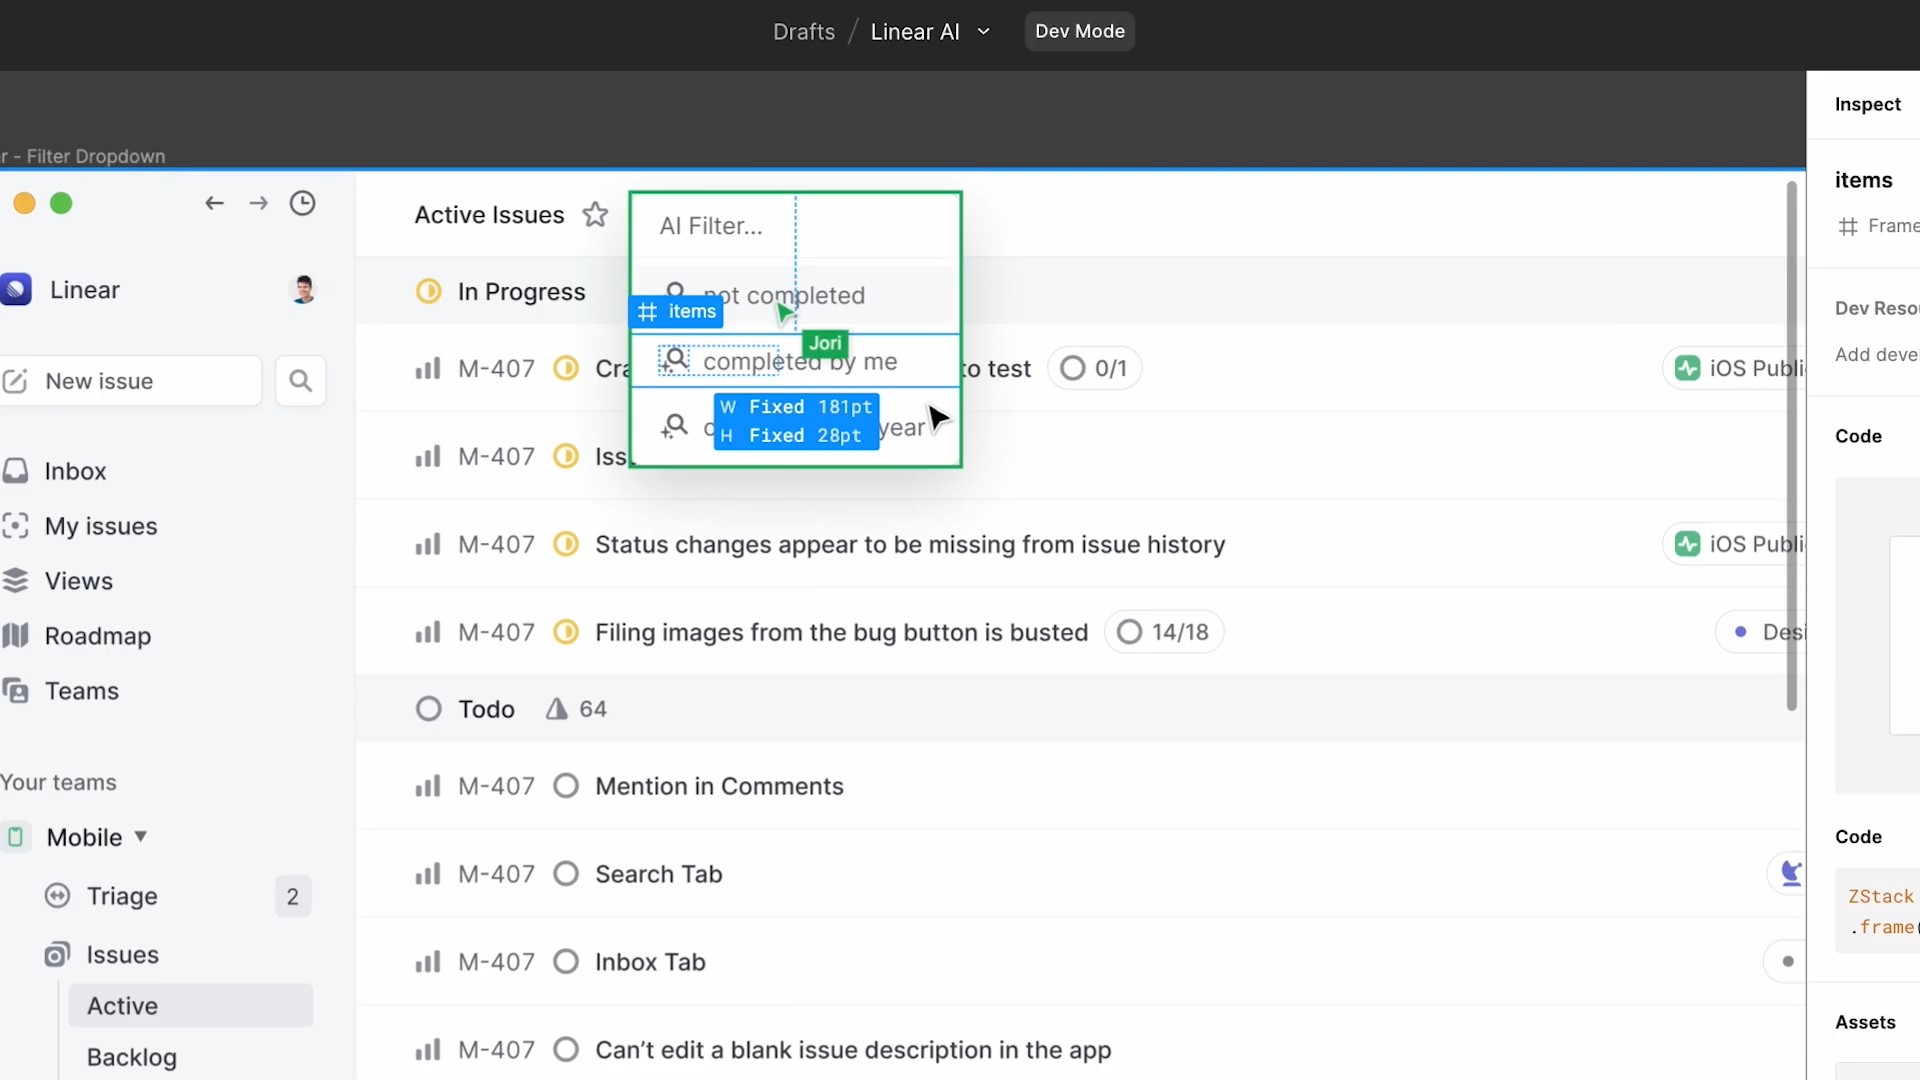 Drafts / Linear AI
Dev Mode
r - Filter Dropdown
Linear
New issue
Inbox
My issues
Views
Roadmap
Teams
Your teams
Mobile
Triage 2
Issues
Active
Backlog
Active Issues
AI Filter...
not completed
items
Jori
completed by me
W Fixed 181pt
H Fixed 28pt
year
In Progress
M-407 to test 0/1 iOS Publi
M-407
M-407 Status changes appear to be missing from issue history iOS Publi
M-407 Filing images from the bug button is busted 14/18 Desi
Todo 64
M-407 Mention in Comments
M-407 Search Tab
M-407 Inbox Tab
M-407 Can't edit a blank issue description in the app
Inspect
items
Frame
Dev Reso
Add deve
Code
Code
ZStack
.frame(
Assets